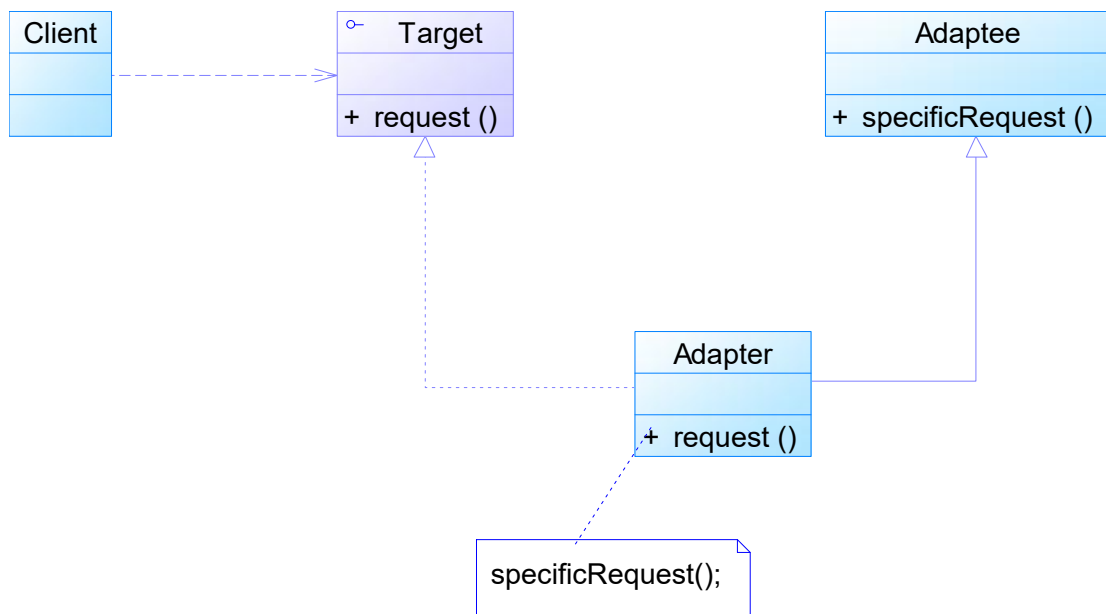 Client
Target
+ request ()
Adaptee
+ specificRequest ()
Adapter
+ request ()
specificRequest();